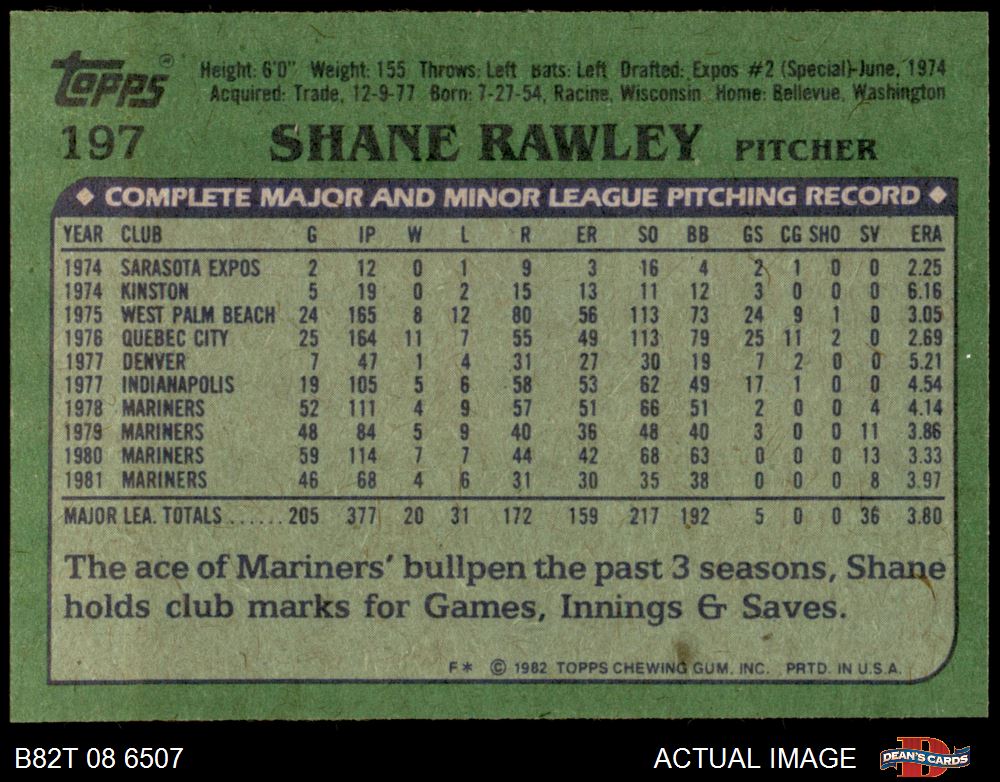 Topps®
Height: 6'0" Weight: 155 Throws: Left Bats: Left Drafted: Expos #2 (Special)-June, 1974
Acquired: Trade, 12-9-77 Born: 7-27-54, Racine, Wisconsin Home: Bellevue, Washington
197 SHANE RAWLEY PITCHER
◆ COMPLETE MAJOR AND MINOR LEAGUE PITCHING RECORD ◆
YEAR CLUB G IP W L R ER SO BB GS CG SHO SV ERA
1974 SARASOTA EXPOS 2 12 0 1 9 3 16 4 2 1 0 0 2.25
1974 KINSTON 5 19 0 2 15 13 11 12 3 0 0 0 6.16
1975 WEST PALM BEACH 24 165 8 12 80 56 113 73 24 9 1 0 3.05
1976 QUEBEC CITY 25 164 11 7 55 49 113 79 25 11 2 0 2.69
1977 DENVER 7 47 1 4 31 27 30 19 7 2 0 0 5.21
1977 INDIANAPOLIS 19 105 5 6 58 53 62 49 17 1 0 0 4.54
1978 MARINERS 52 111 4 9 57 51 66 51 2 0 0 4 4.14
1979 MARINERS 48 84 5 9 40 36 48 40 3 0 0 11 3.86
1980 MARINERS 59 114 7 7 44 42 68 63 0 0 0 13 3.33
1981 MARINERS 46 68 4 6 31 30 35 38 0 0 0 8 3.97
MAJOR LEA. TOTALS......205 377 20 31 172 159 217 192 5 0 0 36 3.80
The ace of Mariners' bullpen the past 3 seasons, Shane
holds club marks for Games, Innings & Saves.
F* © 1982 TOPPS CHEWING GUM, INC. PRTD. IN U.S.A.
B82T 08 6507 ACTUAL IMAGE DEAN'S CARDS